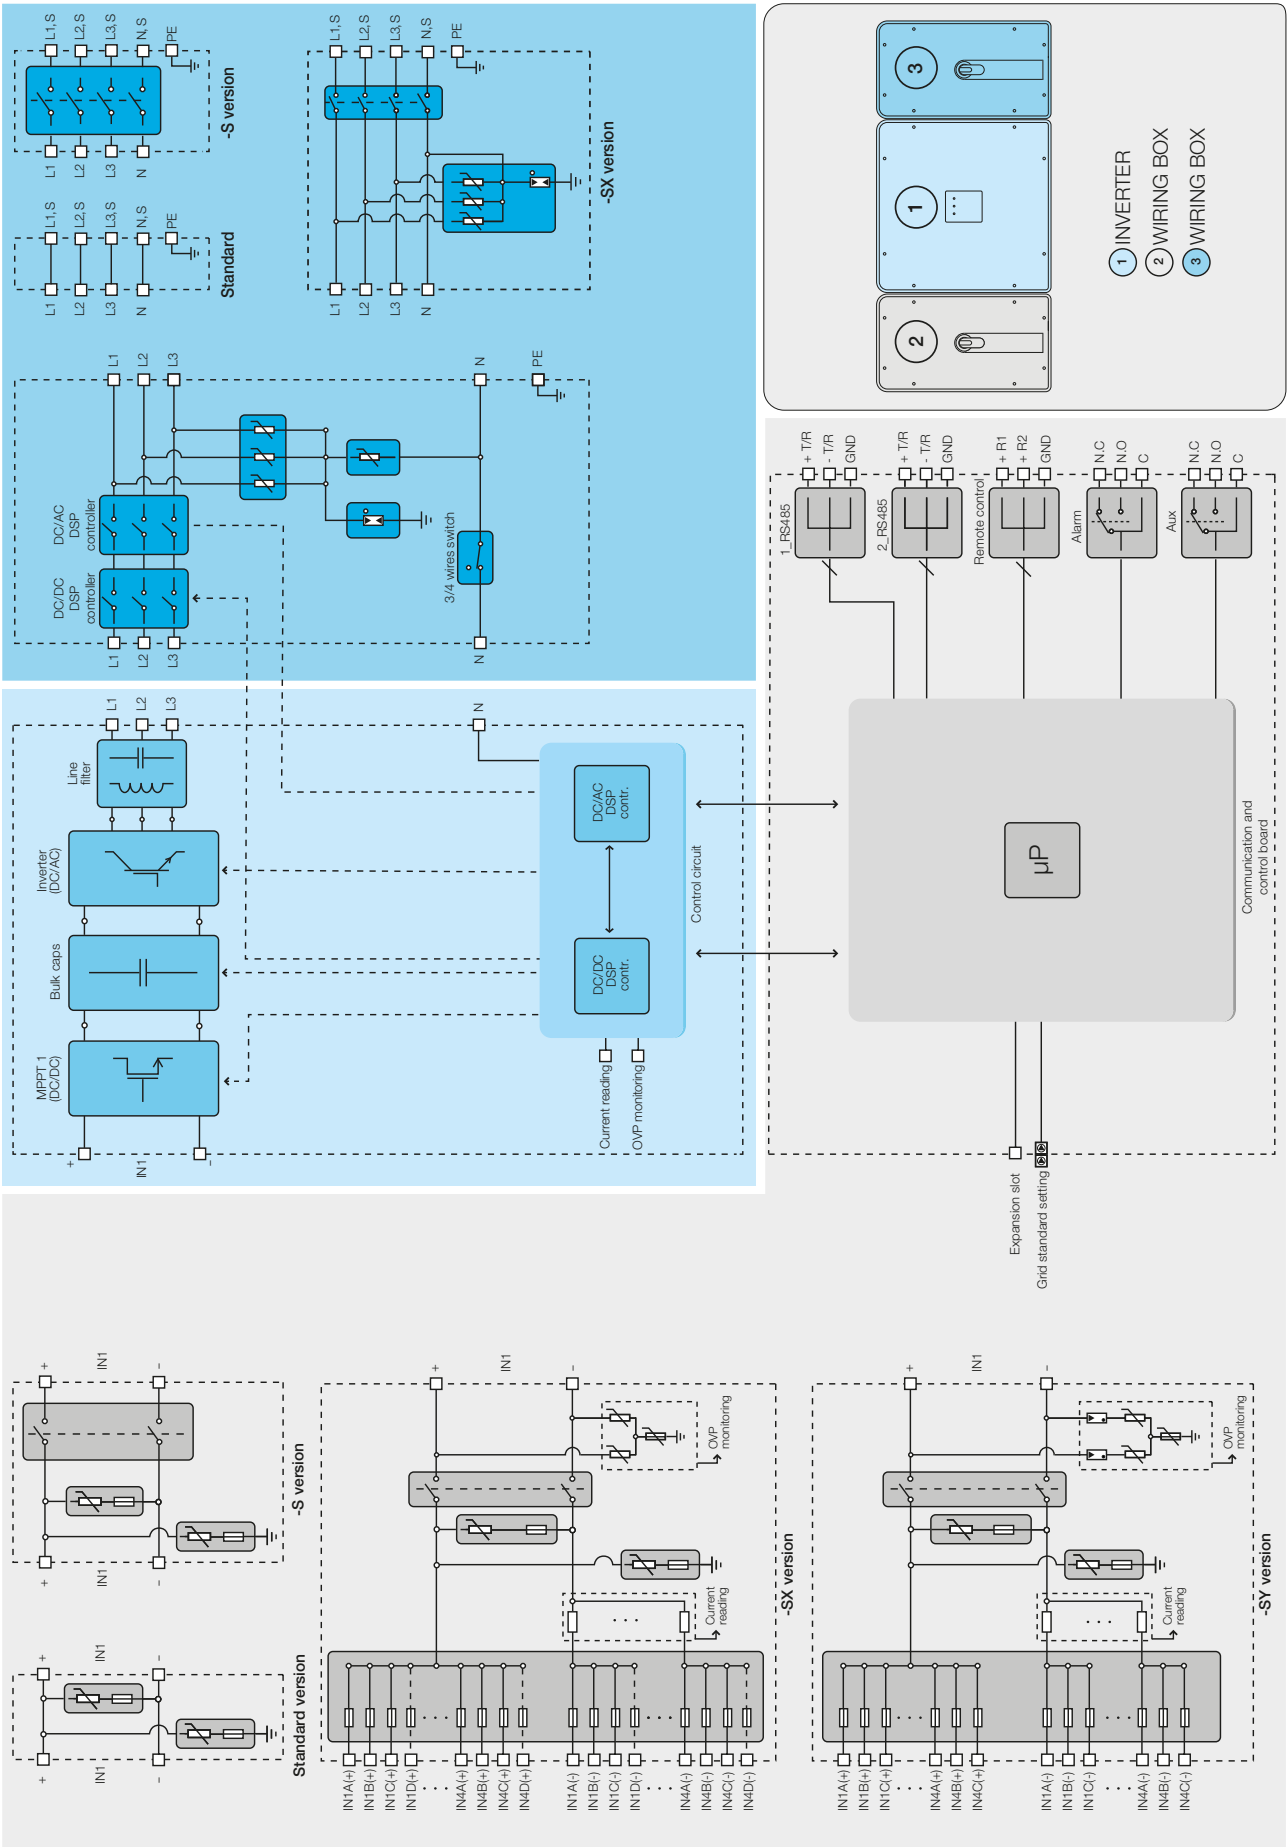 IN1
+
-
+
-
IN1
Standard version
IN1
+
-
+
-
IN1
-S version
IN1A(+)
IN1B(+)
IN1C(+)
IN1D(+)
IN4A(+)
IN4B(+)
IN4C(+)
IN4D(+)
IN1A(-)
IN1B(-)
IN1C(-)
IN1D(-)
IN4A(-)
IN4B(-)
IN4C(-)
IN4D(-)
Current
reading
OVP
monitoring
+
IN1
-
-SX version
IN1A(+)
IN1B(+)
IN1C(+)
IN4A(+)
IN4B(+)
IN4C(+)
IN1A(-)
IN1B(-)
IN1C(-)
IN4A(-)
IN4B(-)
IN4C(-)
Current
reading
OVP
monitoring
+
IN1
-
-SY version
+
IN1
-
MPPT 1
(DC/DC)
Bulk caps
Inverter
(DC/AC)
Line
filter
L1
L2
L3
N
Current reading
OVP monitoring
DC/DC
DSP
contr.
DC/AC
DSP
contr.
Control circuit
L1
L2
L3
N
DC/DC
DSP
controller
DC/AC
DSP
controller
3/4 wires switch
L1
L2
L3
N
PE
L1
L2
L3
N
L1, S
L2, S
L3, S
N, S
PE
Standard
L1
L2
L3
N
L1, S
L2, S
L3, S
N, S
PE
-S version
L1
L2
L3
N
L1, S
L2, S
L3, S
N, S
PE
-SX version
Expansion slot
Grid standard setting
µP
Communication and
control board
1_RS485
+ T/R
- T/R
GND
2_RS485
+ T/R
- T/R
GND
Remote control
+ R1
+ R2
GND
Alarm
N.C
N.O
C
Aux
N.C
N.O
C
2
1
3
1 INVERTER
2 WIRING BOX
3 WIRING BOX